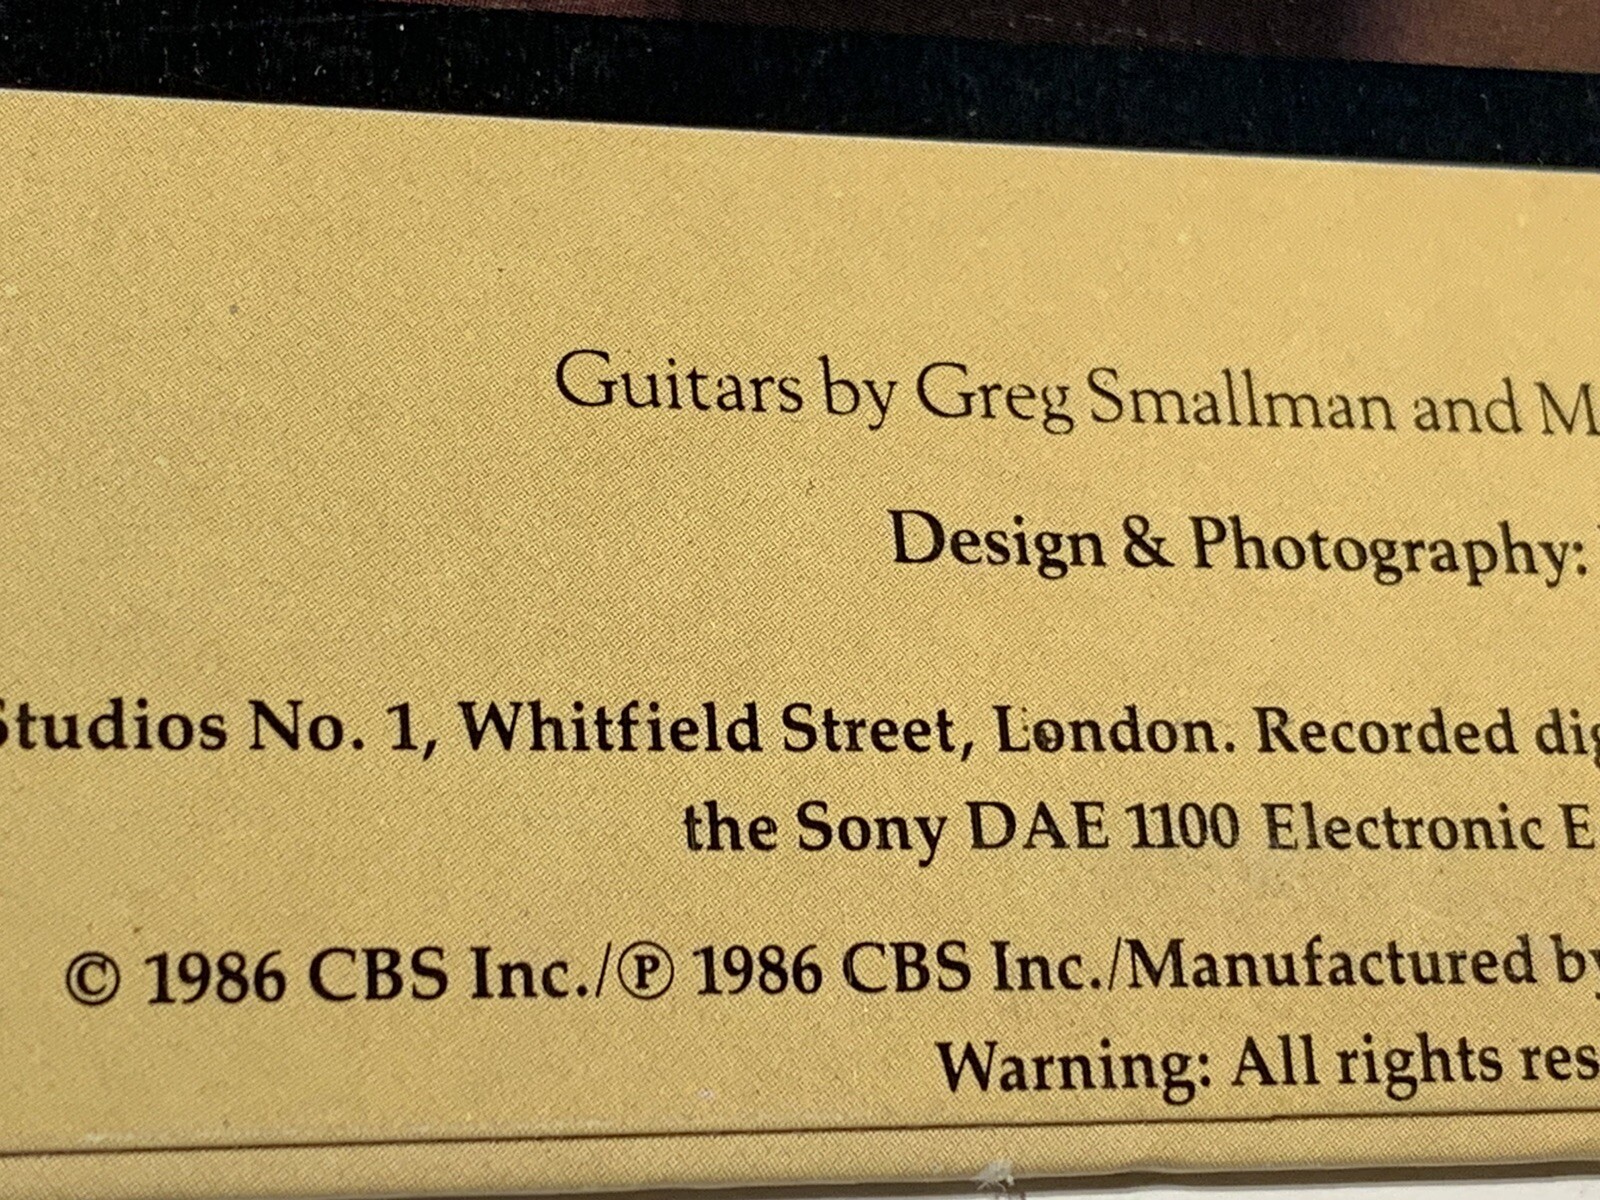 Guitars by Greg Smallman and M
Design & Photography:
Studios No. 1, Whitfield Street, London. Recorded dig
the Sony DAE 1100 Electronic E
© 1986 CBS Inc./℗ 1986 CBS Inc./Manufactured by
Warning: All rights res